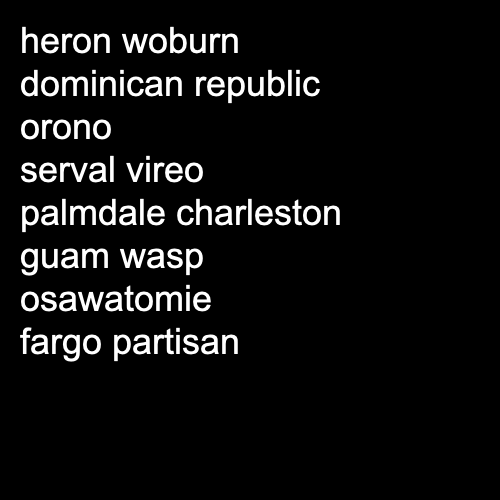 heron woburn
dominican republic
orono
serval vireo
palmdale charleston
guam wasp
osawatomie
fargo partisan